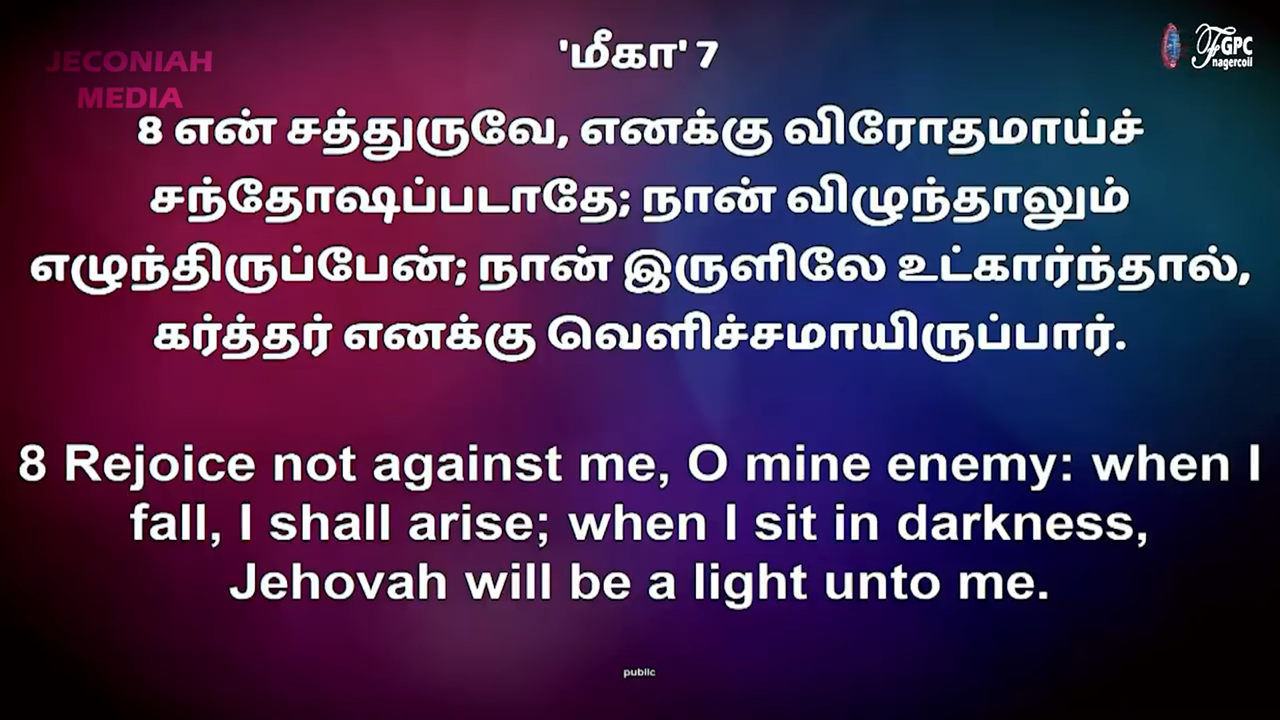 JECONIAH
MEDIA
'மீகா' 7
FGPC
nagercoil
8 என் சத்துருவே, எனக்கு விரோதமாய்ச்
சந்தோஷப்படாதே; நான் விழுந்தாலும்
எழுந்திருப்பேன்; நான் இருளிலே உட்கார்ந்தால்,
கர்த்தர் எனக்கு வெளிச்சமாயிருப்பார்.
8 Rejoice not against me, O mine enemy: when I
fall, I shall arise; when I sit in darkness,
Jehovah will be a light unto me.
public